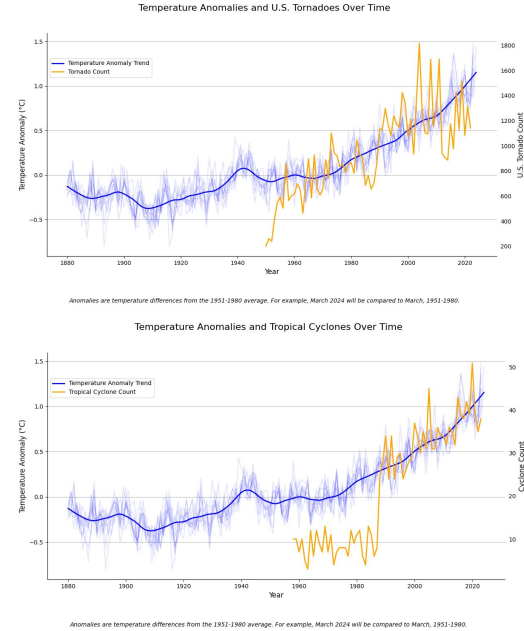 Temperature Anomalies and U.S. Tornadoes Over Time
1.5
1.0
0.5
0.0
−0.5
Temperature Anomaly (°C)
Temperature Anomaly Trend
Tornado Count
1800
1600
1400
1200
1000
800
600
400
200
U.S. Tornado Count
1880
1900
1920
1940
1960
1980
2000
2020
Year
Anomalies are temperature differences from the 1951-1980 average. For example, March 2024 will be compared to March, 1951-1980.
Temperature Anomalies and Tropical Cyclones Over Time
1.5
1.0
0.5
0.0
−0.5
Temperature Anomaly (°C)
Temperature Anomaly Trend
Tropical Cyclone Count
50
40
30
20
10
Cyclone Count
1880
1900
1920
1940
1960
1980
2000
2020
Year
Anomalies are temperature differences from the 1951-1980 average. For example, March 2024 will be compared to March, 1951-1980.